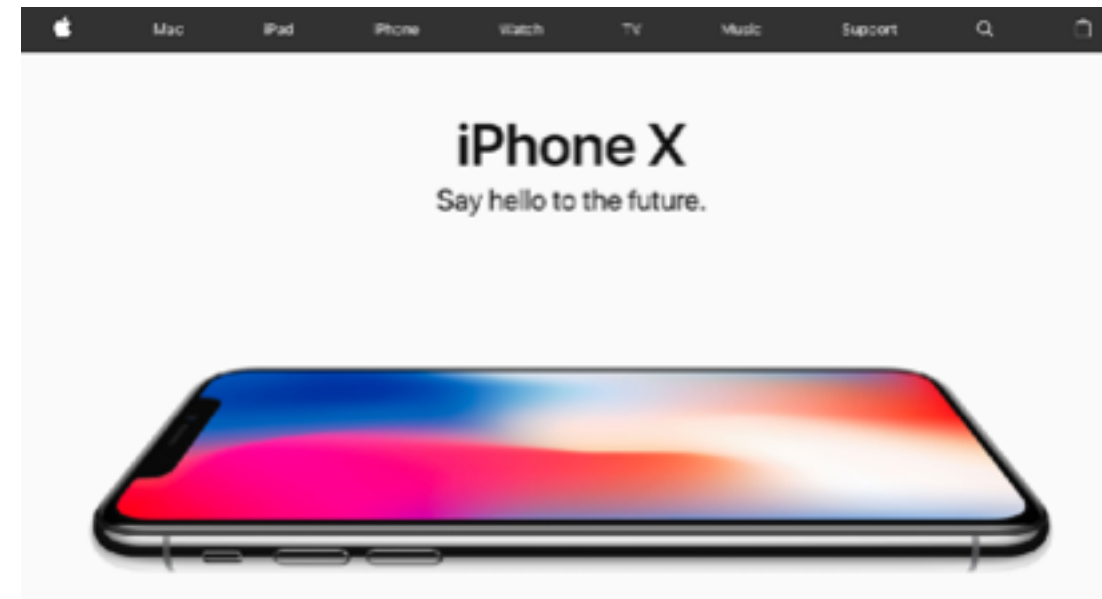 Mac iPad iPhone Watch TV Music Support
iPhone X
Say hello to the future.